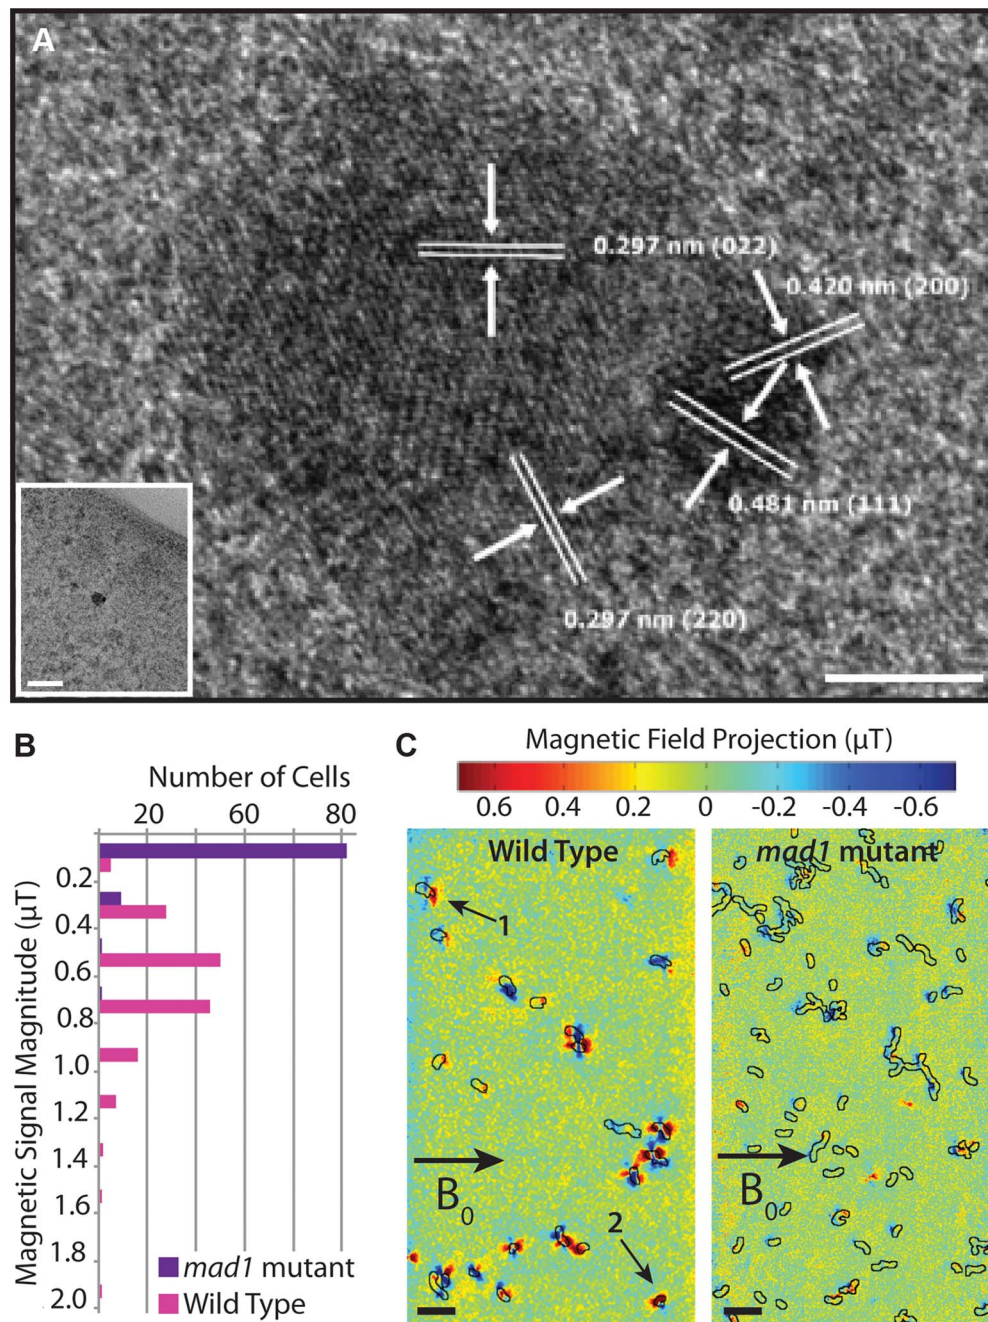 A
0.297 nm (022)
0.420 nm (200)
0.481 nm (111)
0.297 nm (220)
B
Number of Cells
20 40 60 80
Magnetic Signal Magnitude (µT)
0.2
0.4
0.6
0.8
1.0
1.2
1.4
1.6
1.8
2.0
mad1 mutant
Wild Type
C
Magnetic Field Projection (µT)
0.6 0.4 0.2 0 -0.2 -0.4 -0.6
Wild Type
1
B0
2
mad1 mutant
B0